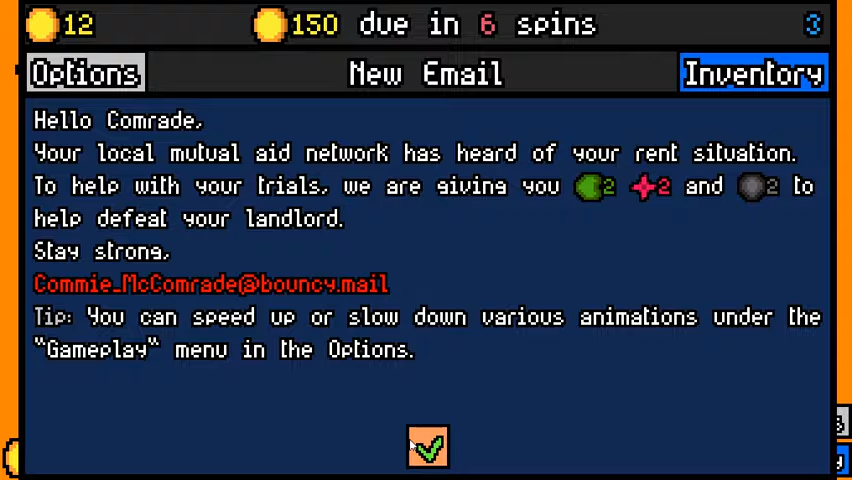 12 150 due in 6 spins 3
Options New Email Inventory
Hello Comrade,
Your local mutual aid network has heard of your rent situation.
To help with your trials, we are giving you 2 2 and 2 to
help defeat your landlord.
Stay strong,
Commie_McComrade@bouncy.mail
Tip: You can speed up or slow down various animations under the
"Gameplay" menu in the Options.